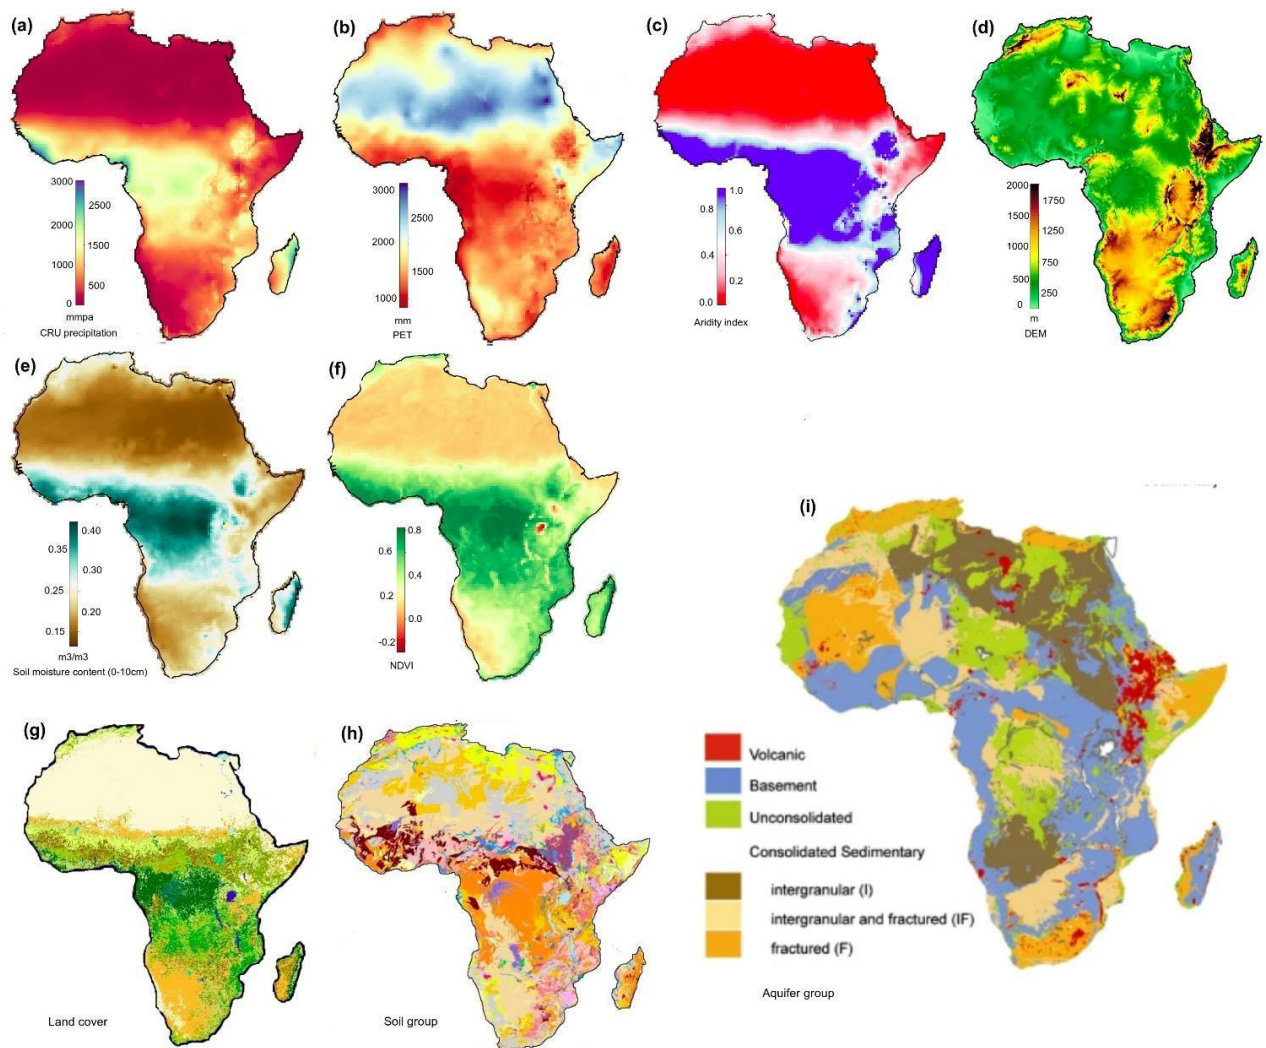 (a)
3000
2500
2000
1500
1000
500
0
mmpa
CRU precipitation
(b)
3000
2500
2000
1500
1000
mm
PET
(c)
1.0
0.8
0.6
0.4
0.2
0.0
Aridity index
(d)
2000
1750
1500
1250
1000
750
500
250
0
m
DEM
(e)
0.40
0.35
0.30
0.25
0.20
0.15
m3/m3
Soil moisture content (0-10cm)
(f)
0.8
0.6
0.4
0.2
0.0
-0.2
NDVI
(g)
Land cover
(h)
Soil group
(i)
Volcanic
Basement
Unconsolidated
Consolidated Sedimentary
intergranular (I)
intergranular and fractured (IF)
fractured (F)
Aquifer group